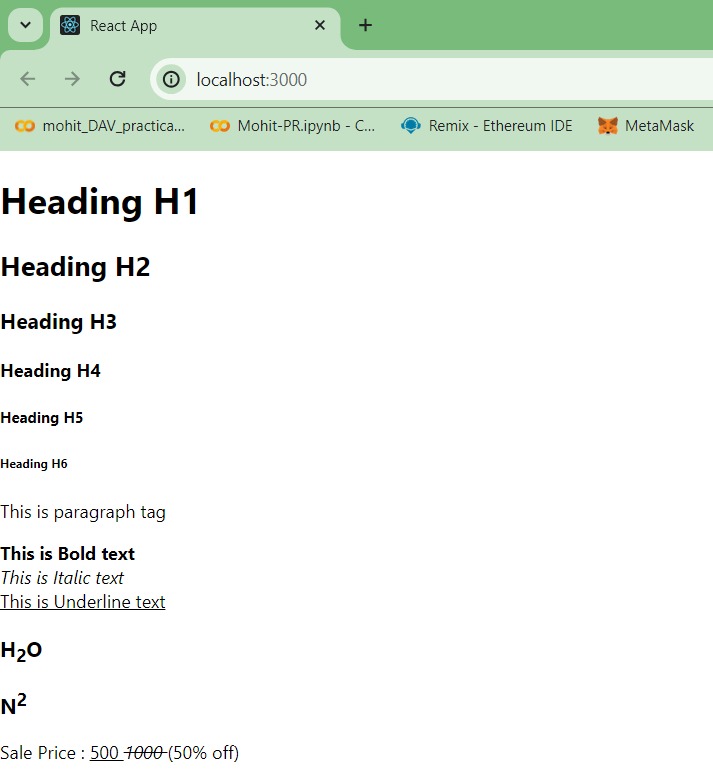 React App
localhost:3000
mohit_DAV_practica... Mohit-PR.ipynb - C... Remix - Ethereum IDE MetaMask
Heading H1
Heading H2
Heading H3
Heading H4
Heading H5
Heading H6
This is paragraph tag
This is Bold text
This is Italic text
This is Underline text
H₂O
N²
Sale Price : 500 1000 (50% off)